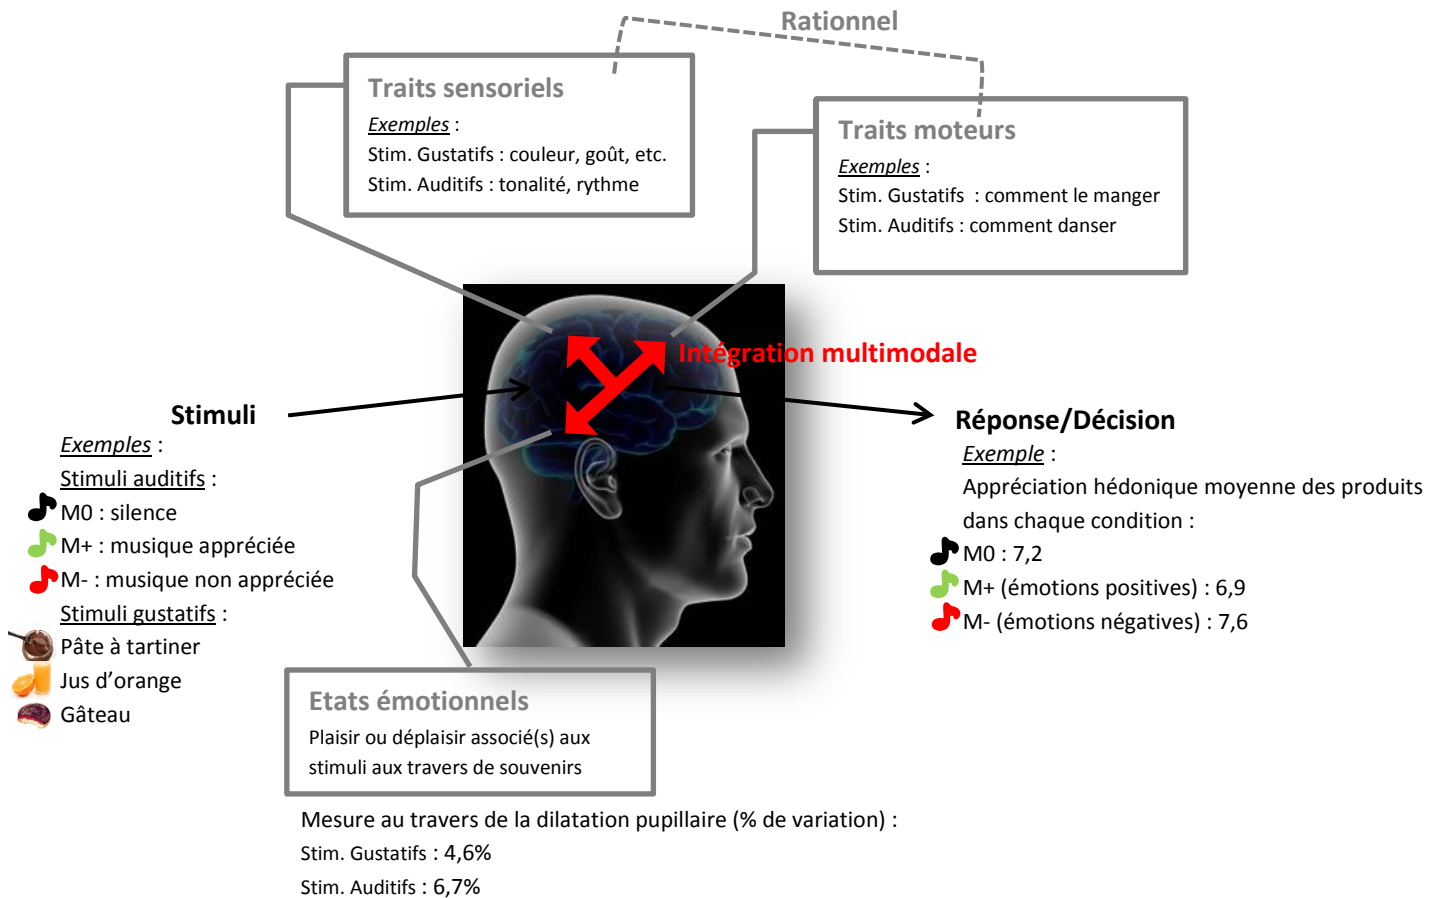 Rationnel
Traits sensoriels
Exemples :
Stim. Gustatifs : couleur, goût, etc.
Stim. Auditifs : tonalité, rythme
Traits moteurs
Exemples :
Stim. Gustatifs : comment le manger
Stim. Auditifs : comment danser
Intégration multimodale
Stimuli
Exemples :
Stimuli auditifs :
M0 : silence
M+ : musique appréciée
M- : musique non appréciée
Stimuli gustatifs :
Pâte à tartiner
Jus d'orange
Gâteau
Réponse/Décision
Exemple :
Appréciation hédonique moyenne des produits
dans chaque condition :
M0 : 7,2
M+ (émotions positives) : 6,9
M- (émotions négatives) : 7,6
Etats émotionnels
Plaisir ou déplaisir associé(s) aux
stimuli aux travers de souvenirs
Mesure au travers de la dilatation pupillaire (% de variation) :
Stim. Gustatifs : 4,6%
Stim. Auditifs : 6,7%